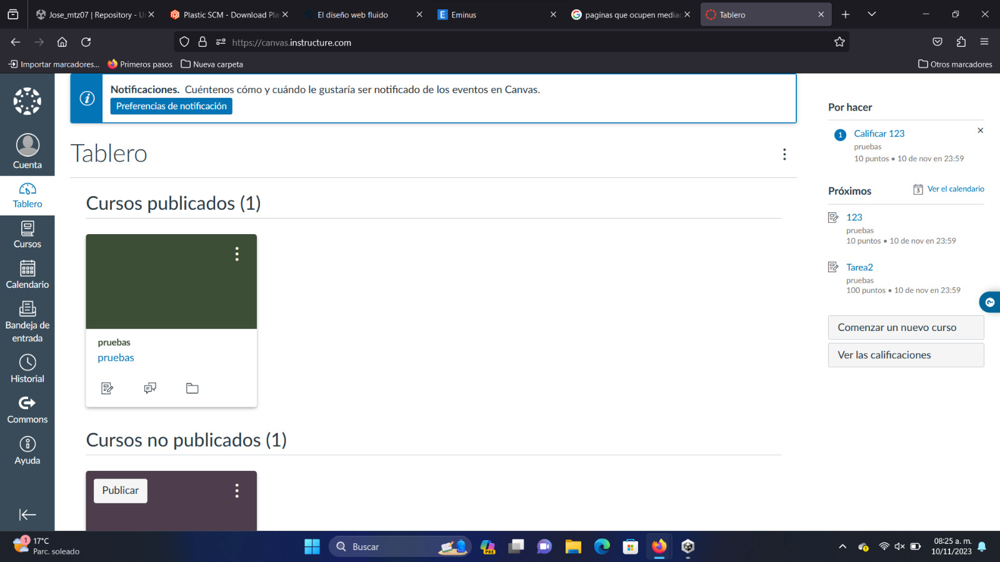 Jose_mtz07 | Repository - U
Plastic SCM - Download Pla
El diseño web fluido
Eminus
paginas que ocupen mediac
Tablero
https://canvas.instructure.com
Importar marcadores...
Primeros pasos
Nueva carpeta
Otros marcadores
Notificaciones. Cuéntenos cómo y cuándo le gustaría ser notificado de los eventos en Canvas.
Preferencias de notificación
Cuenta
Tablero
Cursos
Calendario
Bandeja de
entrada
Historial
Commons
Ayuda
Tablero
Cursos publicados (1)
pruebas
pruebas
Cursos no publicados (1)
Publicar
Por hacer
1
Calificar 123
pruebas
10 puntos • 10 de nov en 23:59
Próximos
3
Ver el calendario
123
pruebas
10 puntos • 10 de nov en 23:59
Tarea2
pruebas
100 puntos • 10 de nov en 23:59
Comenzar un nuevo curso
Ver las calificaciones
1
17°C
Parc. soleado
Buscar
PRE
08:25 a. m.
10/11/2023